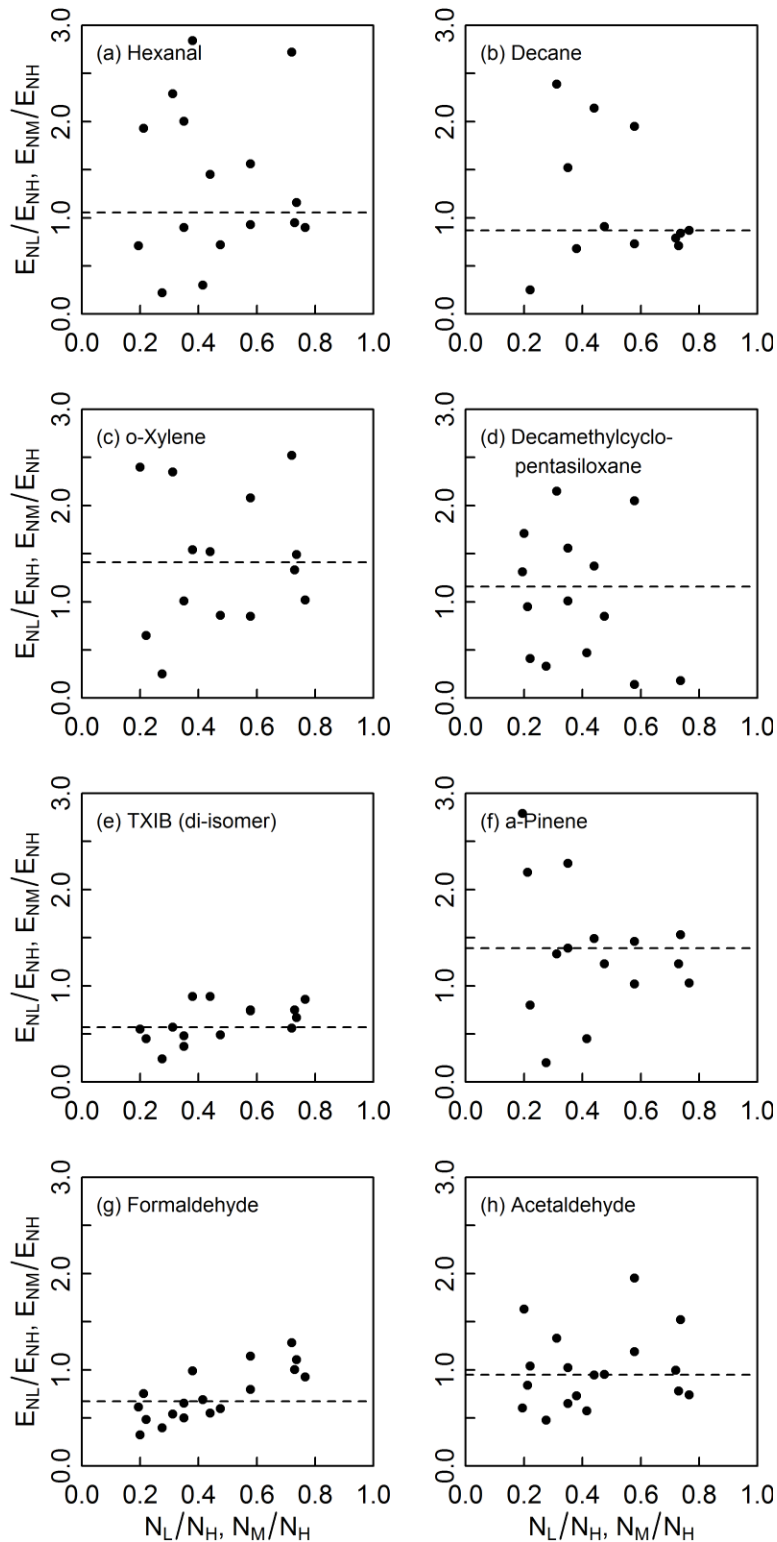 (a) Hexanal
(b) Decane
E_NL/E_NH, E_NM/E_NH
0.0 1.0 2.0 3.0
0.0 0.2 0.4 0.6 0.8 1.0
0.0 1.0 2.0 3.0
0.0 0.2 0.4 0.6 0.8 1.0
(c) o-Xylene
(d) Decamethylcyclo-
pentasiloxane
E_NL/E_NH, E_NM/E_NH
0.0 1.0 2.0 3.0
0.0 0.2 0.4 0.6 0.8 1.0
0.0 1.0 2.0 3.0
0.0 0.2 0.4 0.6 0.8 1.0
(e) TXIB (di-isomer)
(f) a-Pinene
E_NL/E_NH, E_NM/E_NH
0.0 1.0 2.0 3.0
0.0 0.2 0.4 0.6 0.8 1.0
0.0 1.0 2.0 3.0
0.0 0.2 0.4 0.6 0.8 1.0
(g) Formaldehyde
(h) Acetaldehyde
E_NL/E_NH, E_NM/E_NH
0.0 1.0 2.0 3.0
0.0 0.2 0.4 0.6 0.8 1.0
0.0 1.0 2.0 3.0
0.0 0.2 0.4 0.6 0.8 1.0
N_L/N_H, N_M/N_H
N_L/N_H, N_M/N_H